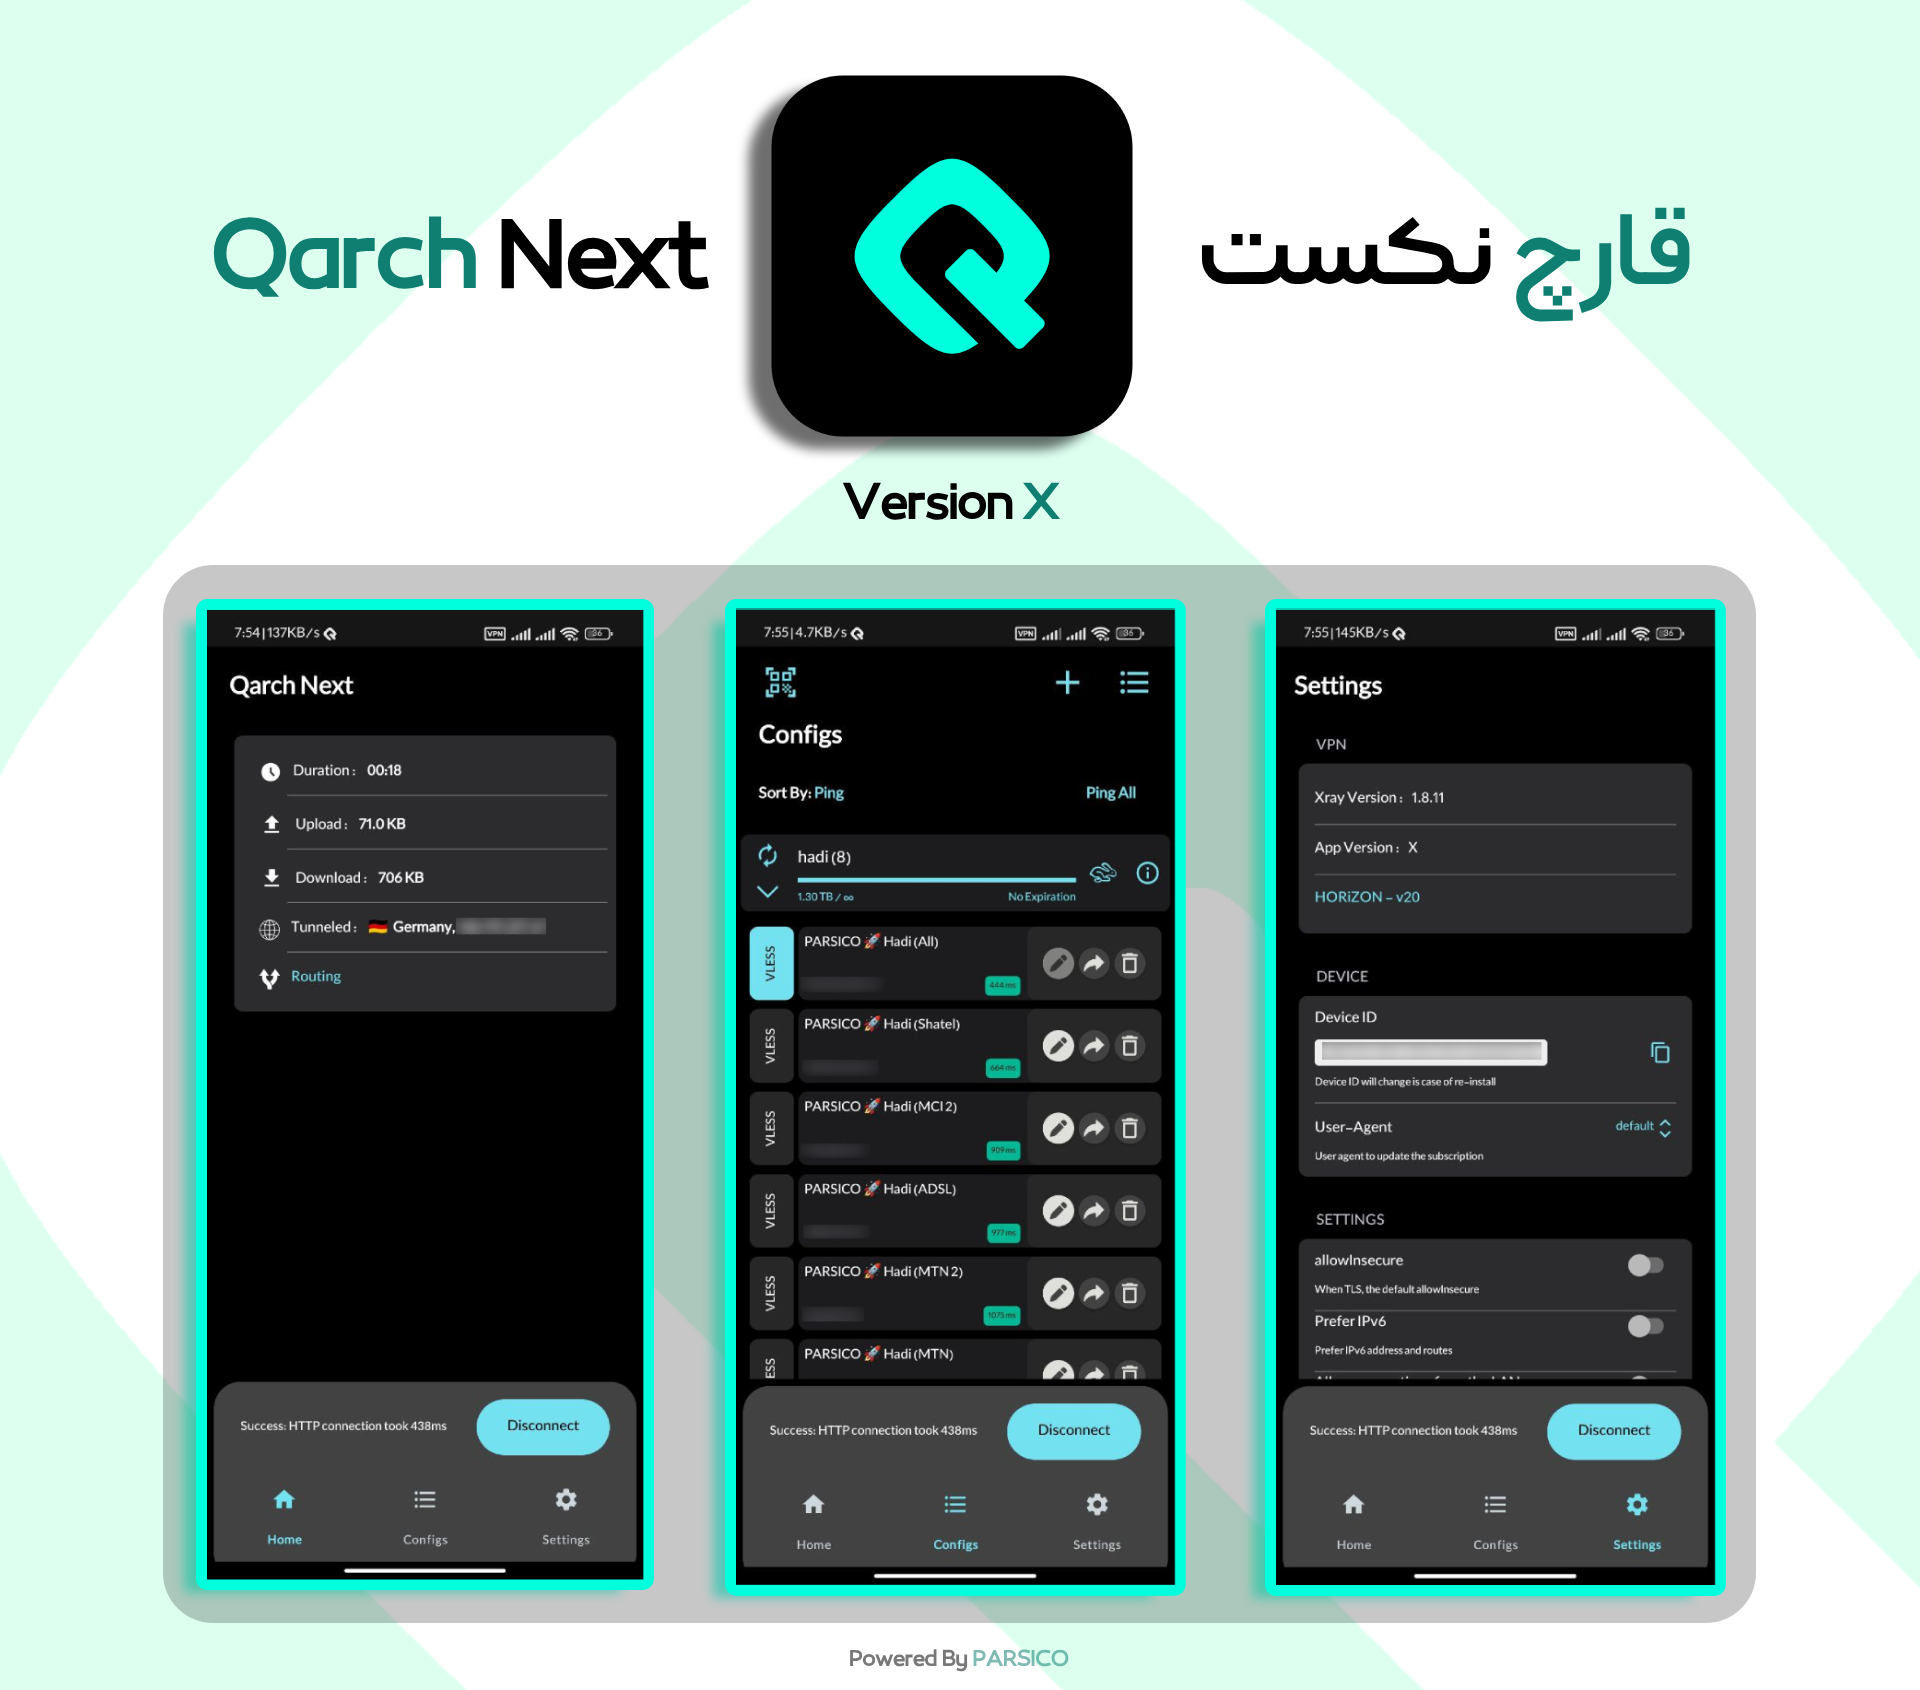 Qarch Next
قارچ نکست
Version X
7:54|137KB/s
VPN
36
Qarch Next
Duration: 00:18
Upload: 71.0 KB
Download: 706 KB
Tunneled: Germany,
Routing
Success: HTTP connection took 438ms
Disconnect
Home
Configs
Settings
7:55|4.7KB/s
VPN
36
Configs
Sort By: Ping
Ping All
hadi (8)
1.30 TB / ∞
No Expiration
VLESS
PARSICO 🚀 Hadi (All)
444 ms
VLESS
PARSICO 🚀 Hadi (Shatel)
664 ms
VLESS
PARSICO 🚀 Hadi (MCI 2)
909 ms
VLESS
PARSICO 🚀 Hadi (ADSL)
977 ms
VLESS
PARSICO 🚀 Hadi (MTN 2)
1075 ms
VLESS
PARSICO 🚀 Hadi (MTN)
Success: HTTP connection took 438ms
Disconnect
Home
Configs
Settings
7:55|145KB/s
VPN
36
Settings
VPN
Xray Version: 1.8.11
App Version: X
HORiZON - v20
DEVICE
Device ID
Device ID will change is case of re-install
User-Agent
default
User agent to update the subscription
SETTINGS
allowInsecure
When TLS, the default allowInsecure
Prefer IPv6
Prefer IPv6 address and routes
Success: HTTP connection took 438ms
Disconnect
Home
Configs
Settings
Powered By PARSICO